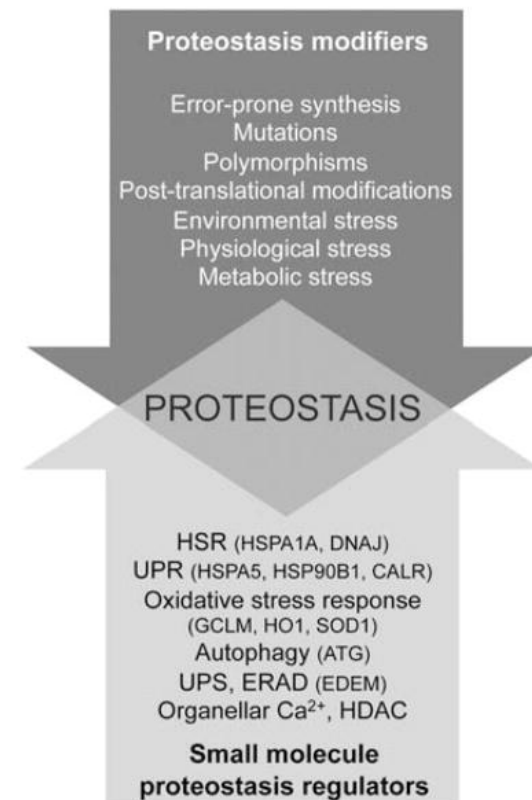 Proteostasis modifiers
Error-prone synthesis
Mutations
Polymorphisms
Post-translational modifications
Environmental stress
Physiological stress
Metabolic stress
PROTEOSTASIS
HSR (HSPA1A, DNAJ)
UPR (HSPA5, HSP90B1, CALR)
Oxidative stress response
(GCLM, HO1, SOD1)
Autophagy (ATG)
UPS, ERAD (EDEM)
Organellar Ca²⁺, HDAC
Small molecule
proteostasis regulators